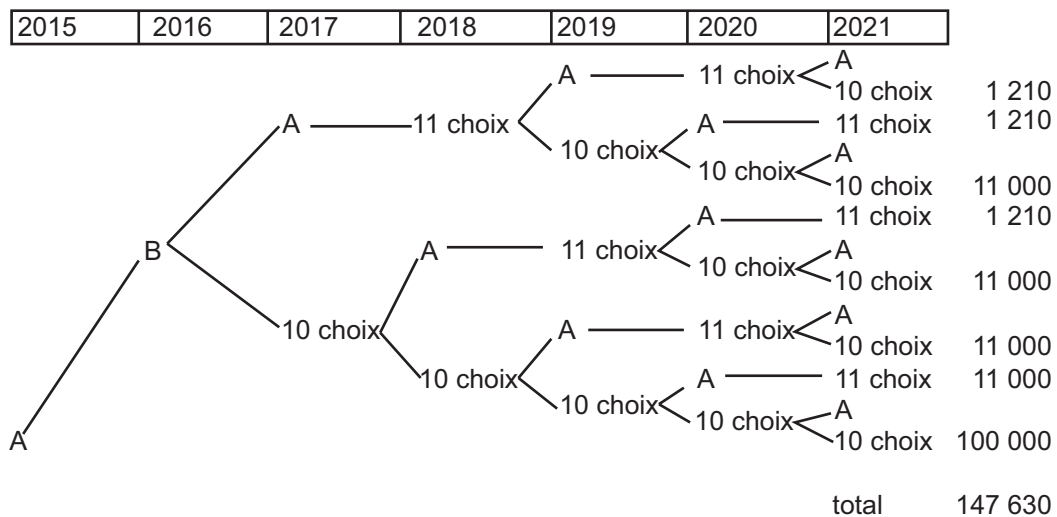 2015 2016 2017 2018 2019 2020 2021
A 11 choix A
10 choix 1 210
A 11 choix A 11 choix 1 210
10 choix A
10 choix 10 choix 11 000
A 11 choix 1 210
B A 11 choix A
10 choix 10 choix 11 000
10 choix A 11 choix A
10 choix 11 000
10 choix A 11 choix 11 000
10 choix A
10 choix
A 10 choix 100 000
total 147 630